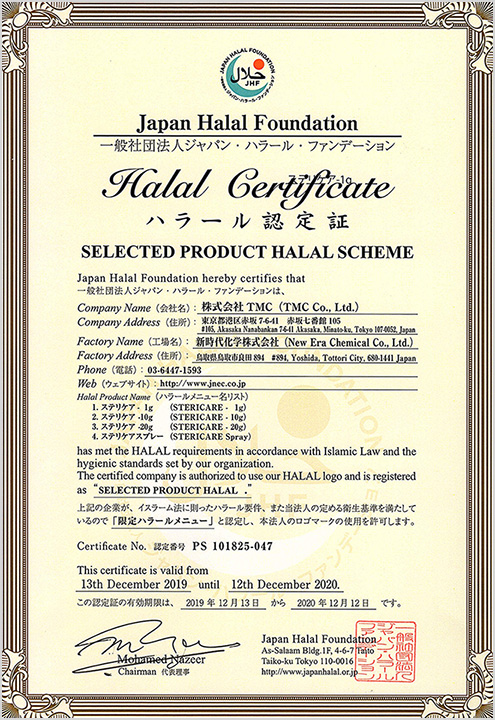 JAPAN HALAL FOUNDATION
حلال
JHF
Japan Halal Foundation
一般社団法人ジャパン・ハラール・ファンデーション
Halal Certificate
ステリケア-1g
ハラール認定証
SELECTED PRODUCT HALAL SCHEME
Japan Halal Foundation hereby certifies that
一般社団法人ジャパン・ハラール・ファンデーションは、
Company Name（会社名）: 株式会社 TMC（TMC Co., Ltd.）
Company Address（住所）: 東京都港区赤坂 7-6-41 赤坂七番館 105
#105, Akasaka Nanabankan 7-6-41 Akasaka, Minato-ku, Tokyo 107-0052, Japan
Factory Name（工場名）: 新時代化学株式会社（New Era Chemical Co., Ltd.）
Factory Address（住所）: 鳥取県鳥取市良田 894 #894, Yoshida, Tottori City, 680-1441 Japan
Phone（電話）: 03-6447-1593
Web（ウェブサイト）: http://www.jnec.co.jp
Halal Product Name（ハラールメニュー名リスト）
1. ステリケア - 1g （STERICARE - 1g）
2. ステリケア -10g （STERICARE - 10g）
3. ステリケア -20g （STERICARE - 20g）
4. ステリケアスプレー （STERICARE Spray）
has met the HALAL requirements in accordance with Islamic Law and the
hygienic standards set by our organization.
The certified company is authorized to use our HALAL logo and is registered
as “SELECTED PRODUCT HALAL .”
上記の企業が、イスラーム法に則ったハラール要件、また当法人の定める衛生基準を満たして
いるので「限定ハラールメニュー」と認定し、本法人のロゴマークの使用を許可します。
Certificate No. 認定番号 PS 101825-047
This certificate is valid from
13th December 2019 until 12th December 2020.
この認定証の有効期限は、 2019 年 12 月 13 日 から 2020 年 12 月 12 日 です。
Mohamed Nazeer
Chairman 代表理事
Japan Halal Foundation
As-Salaam Bldg.1F, 4-6-7 Taito
Taiko-ku Tokyo 110-0016
http://www.japanhalal.or.jp